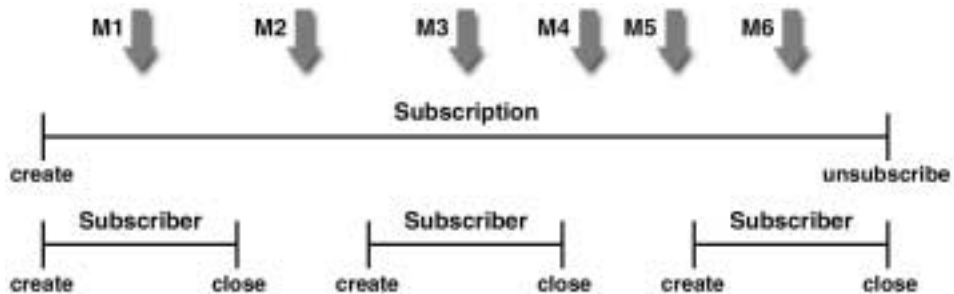 M1 M2 M3 M4 M5 M6
Subscription
create unsubscribe
Subscriber Subscriber Subscriber
create close create close create close